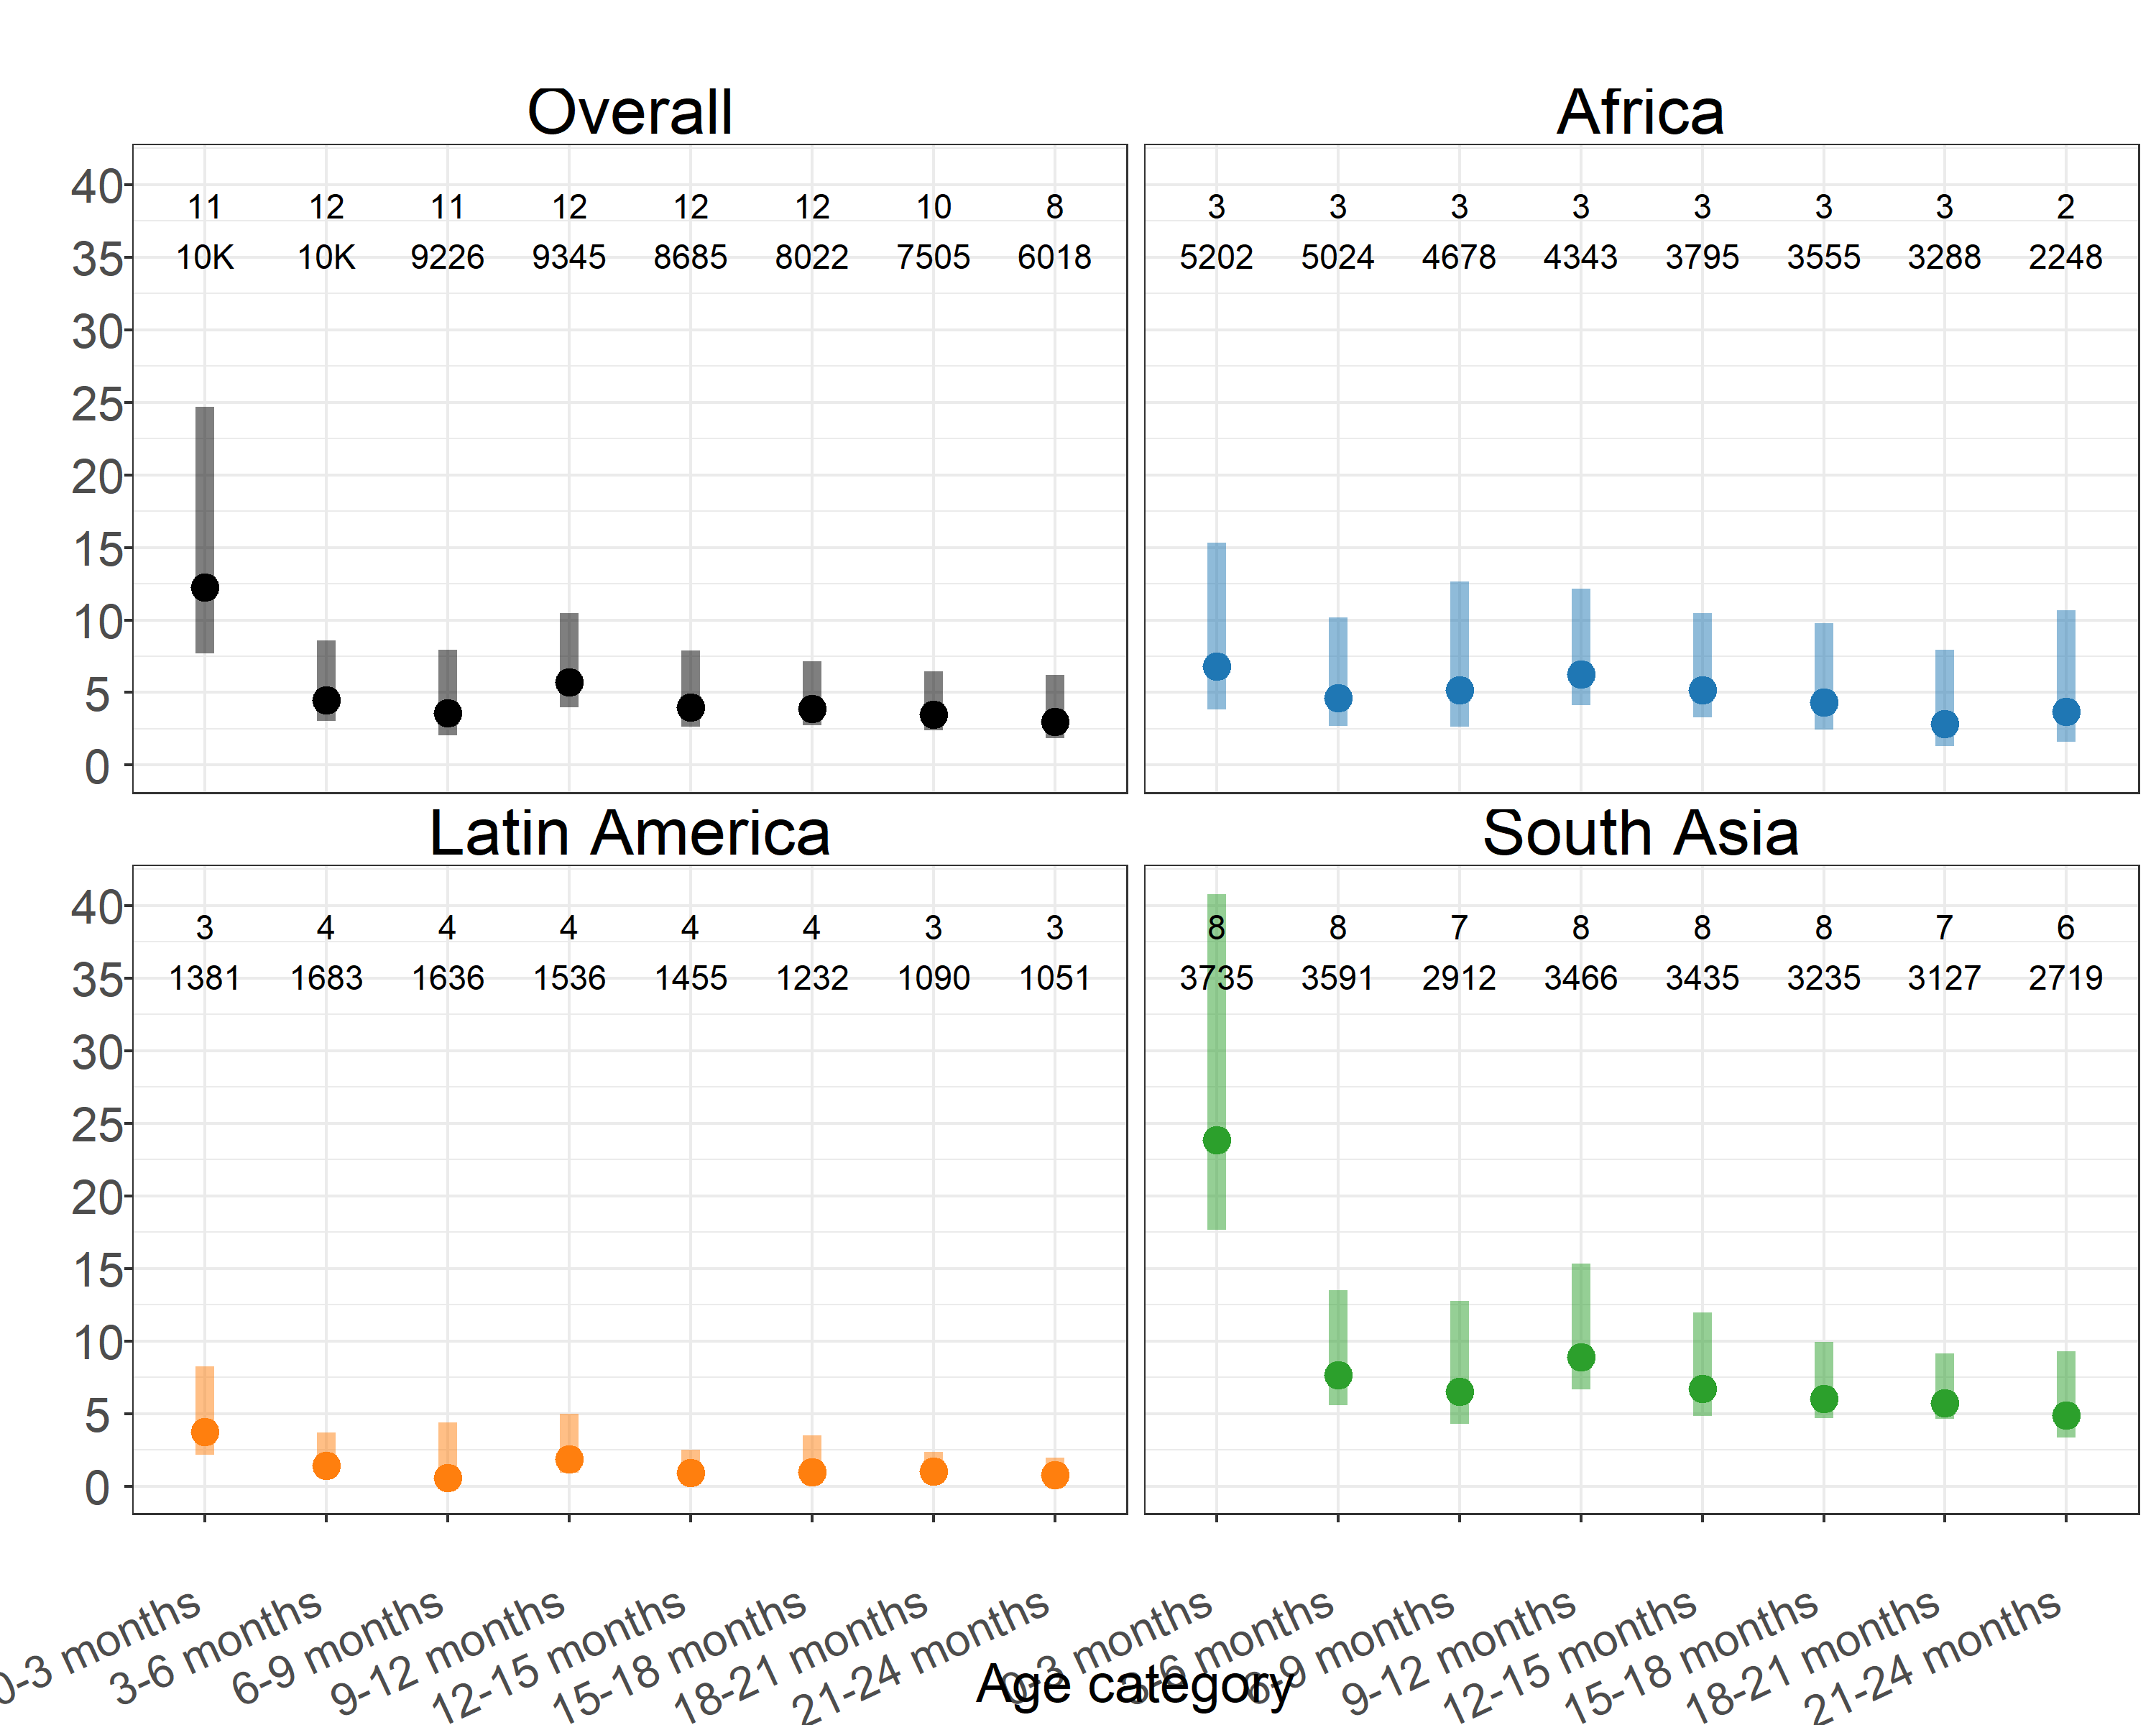 Overall
Africa
40
11 12 11 12 12 12 10 8
3 3 3 3 3 3 3 2
35
10K 10K 9226 9345 8685 8022 7505 6018
5202 5024 4678 4343 3795 3555 3288 2248
30
25
20
15
10
5
0
Latin America
South Asia
40
3 4 4 4 4 4 3 3
8 8 7 8 8 8 7 6
35
1381 1683 1636 1536 1455 1232 1090 1051
3735 3591 2912 3466 3435 3235 3127 2719
30
25
20
15
10
5
0
0-3 months
3-6 months
6-9 months
9-12 months
12-15 months
15-18 months
18-21 months
21-24 months
0-3 months
3-6 months
6-9 months
9-12 months
12-15 months
15-18 months
18-21 months
21-24 months
Age category